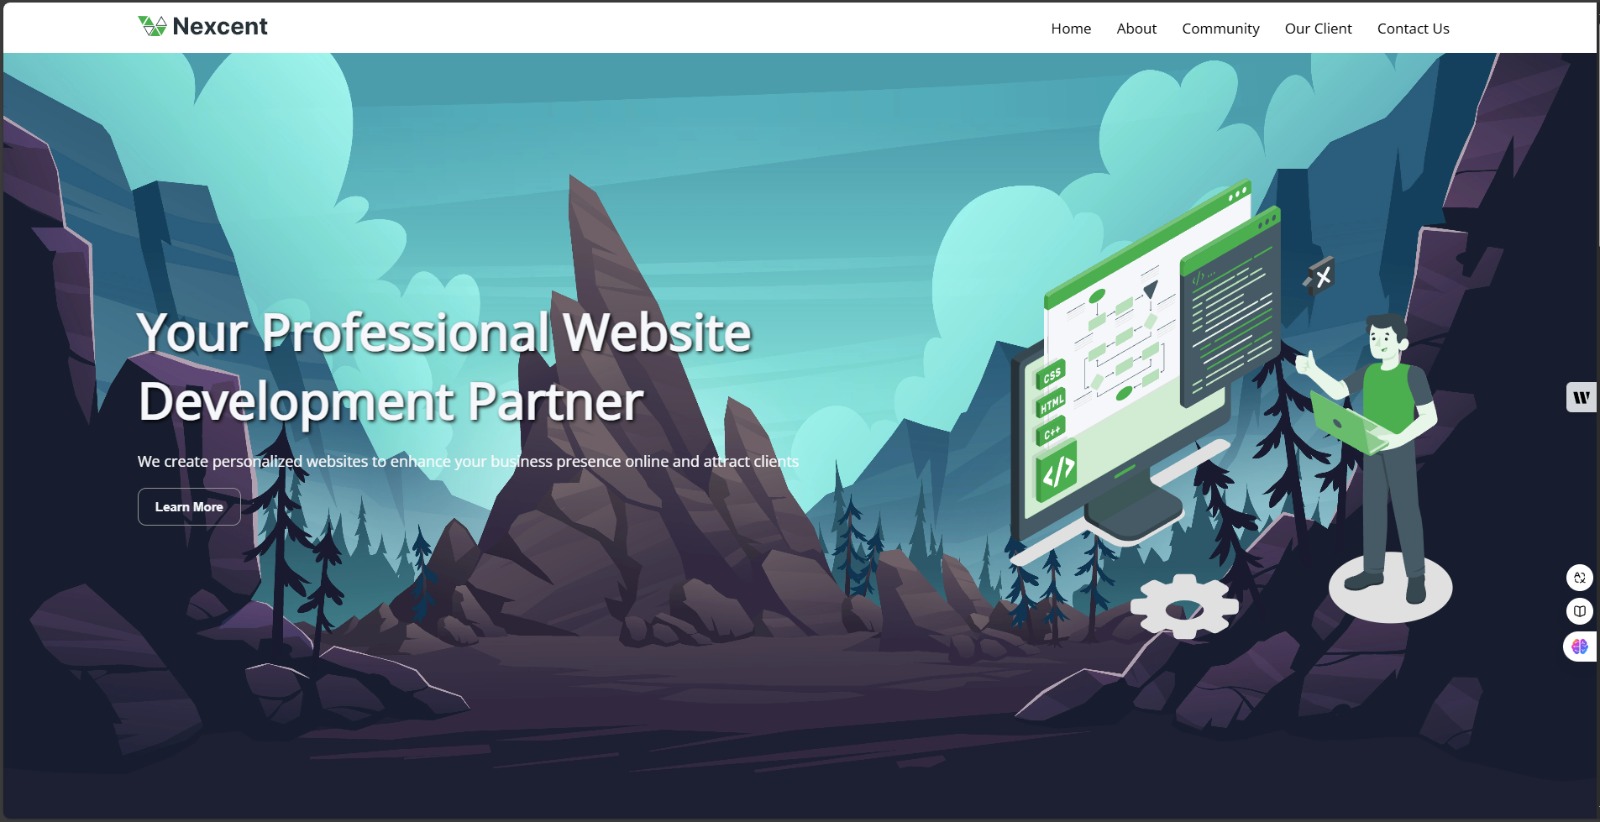 Nexcent
Home About Community Our Client Contact Us
Your Professional Website
Development Partner
We create personalized websites to enhance your business presence online and attract clients
Learn More
</...
CSS
HTML
C++
</>
W